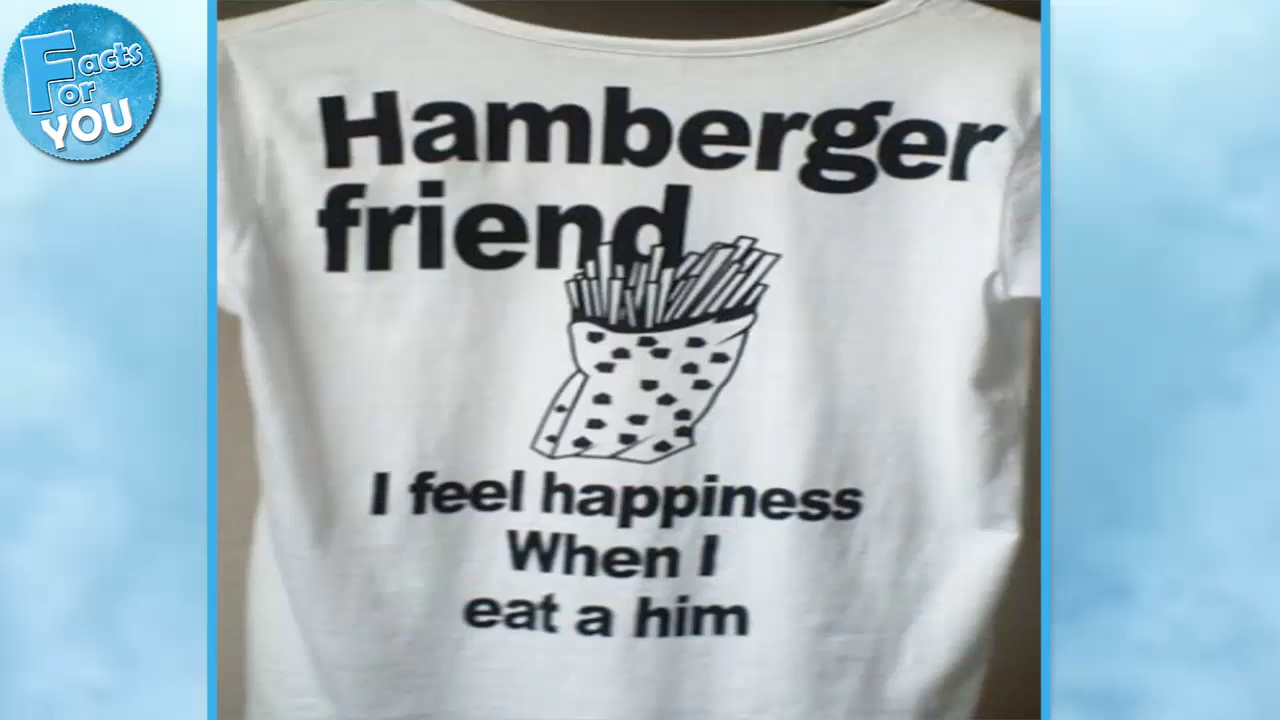 Facts
For
YOU
Hamberger
friend
I feel happiness
When I
eat a him